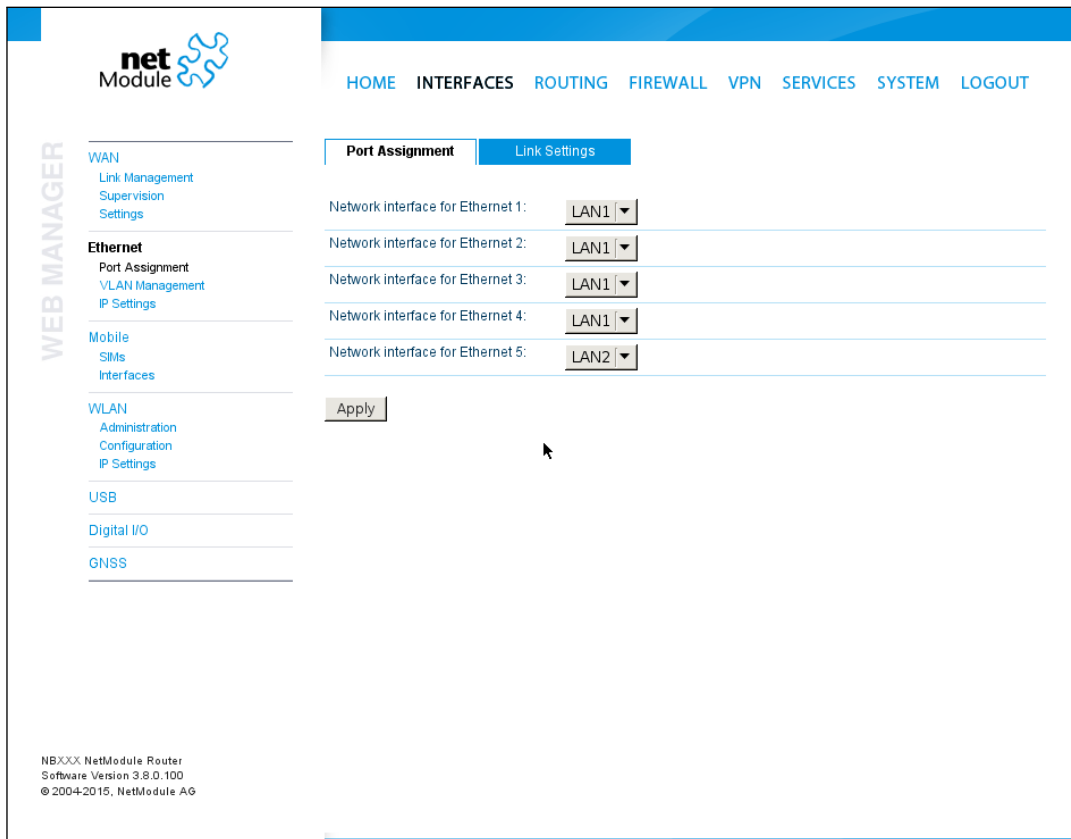 net
Module
HOME INTERFACES ROUTING FIREWALL VPN SERVICES SYSTEM LOGOUT
WEB MANAGER
WAN
Link Management
Supervision
Settings
Ethernet
Port Assignment
VLAN Management
IP Settings
Mobile
SIMs
Interfaces
WLAN
Administration
Configuration
IP Settings
USB
Digital I/O
GNSS
Port Assignment Link Settings
Network interface for Ethernet 1: LAN1
Network interface for Ethernet 2: LAN1
Network interface for Ethernet 3: LAN1
Network interface for Ethernet 4: LAN1
Network interface for Ethernet 5: LAN2
Apply
NBXXX NetModule Router
Software Version 3.8.0.100
© 2004-2015, NetModule AG